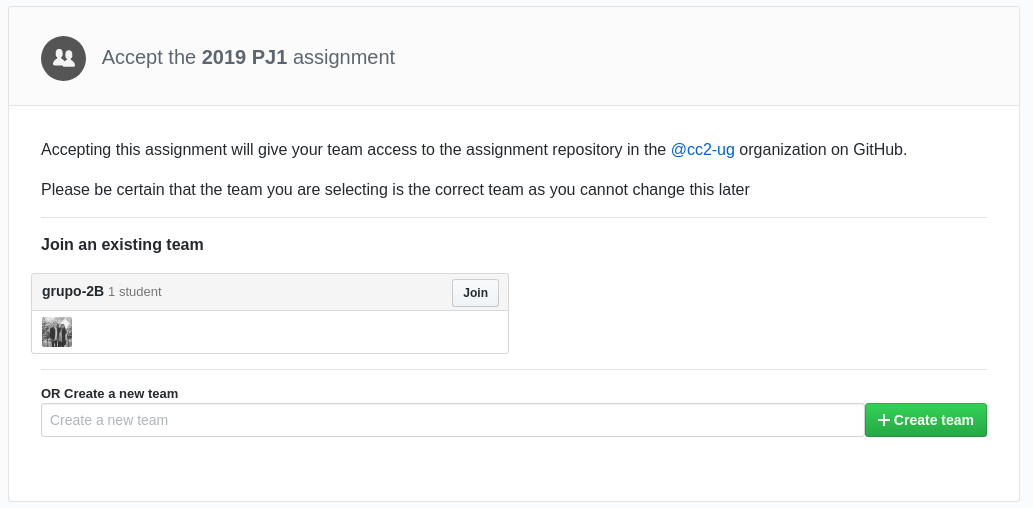 Accept the 2019 PJ1 assignment
Accepting this assignment will give your team access to the assignment repository in the @cc2-ug organization on GitHub.
Please be certain that the team you are selecting is the correct team as you cannot change this later
Join an existing team
grupo-2B 1 student
Join
OR Create a new team
Create a new team
Create team